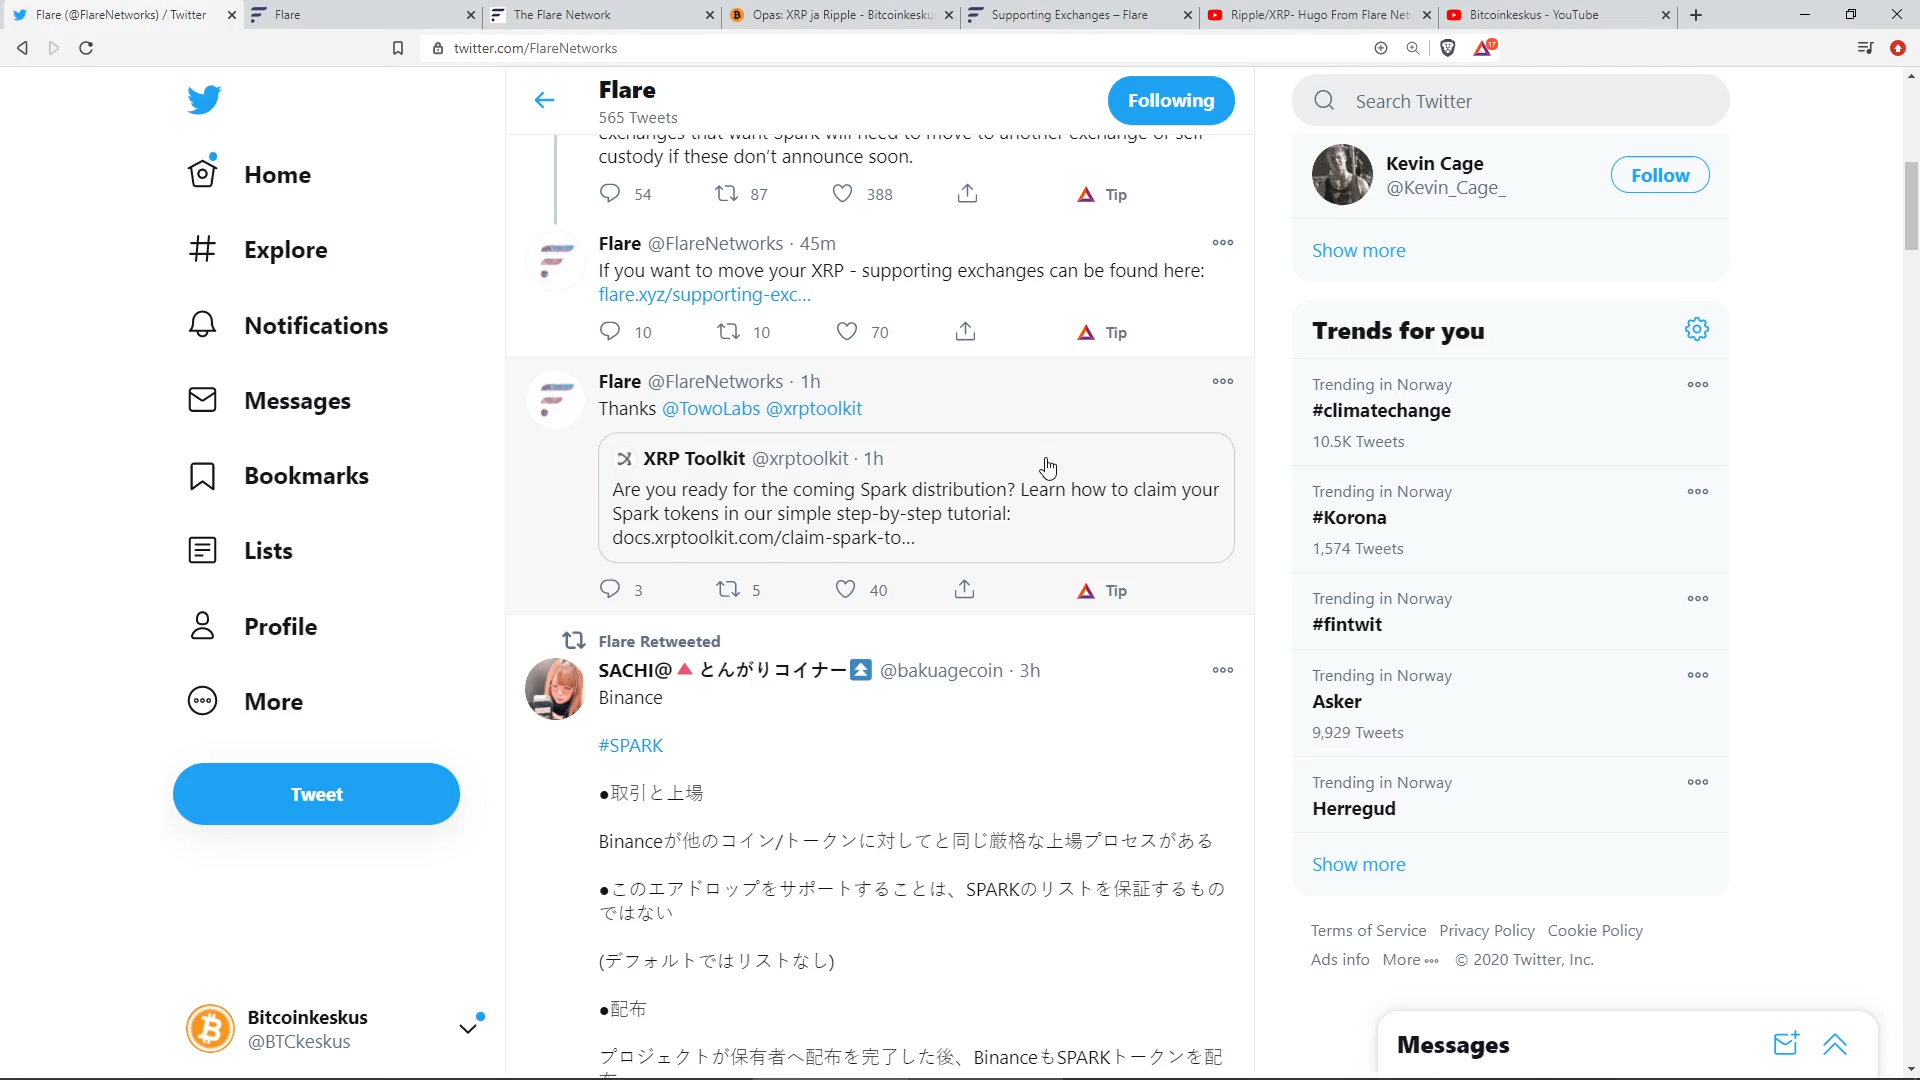 Flare (@FlareNetworks) / Twitter
Flare
The Flare Network
Opas: XRP ja Ripple - Bitcoinkesku
Supporting Exchanges – Flare
Ripple/XRP- Hugo From Flare Net
Bitcoinkeskus - YouTube
twitter.com/FlareNetworks
17
Flare
565 Tweets
Following
Search Twitter
Home
Explore
Notifications
Messages
Bookmarks
Lists
Profile
More
Tweet
Bitcoinkeskus
@BTCkeskus
exchanges that want Spark will need to move to another exchange or self
custody if these don't announce soon.
54 87 388 Tip
Flare @FlareNetworks · 45m
If you want to move your XRP - supporting exchanges can be found here:
flare.xyz/supporting-exc...
10 10 70 Tip
Flare @FlareNetworks · 1h
Thanks @TowoLabs @xrptoolkit
XRP Toolkit @xrptoolkit · 1h
Are you ready for the coming Spark distribution? Learn how to claim your
Spark tokens in our simple step-by-step tutorial:
docs.xrptoolkit.com/claim-spark-to...
3 5 40 Tip
Flare Retweeted
SACHI@🔺とんがりコイナー⏫ @bakuagecoin · 3h
Binance
#SPARK
●取引と上場
Binanceが他のコイン/トークンに対してと同じ厳格な上場プロセスがある
●このエアドロップをサポートすることは、SPARKのリストを保証するもの
ではない
(デフォルトではリストなし)
●配布
プロジェクトが保有者へ配布を完了した後、BinanceもSPARKトークンを配
Kevin Cage
@Kevin_Cage_
Follow
Show more
Trends for you
Trending in Norway
#climatechange
10.5K Tweets
Trending in Norway
#Korona
1,574 Tweets
Trending in Norway
#fintwit
Trending in Norway
Asker
9,929 Tweets
Trending in Norway
Herregud
Show more
Terms of Service Privacy Policy Cookie Policy
Ads info More © 2020 Twitter, Inc.
Messages